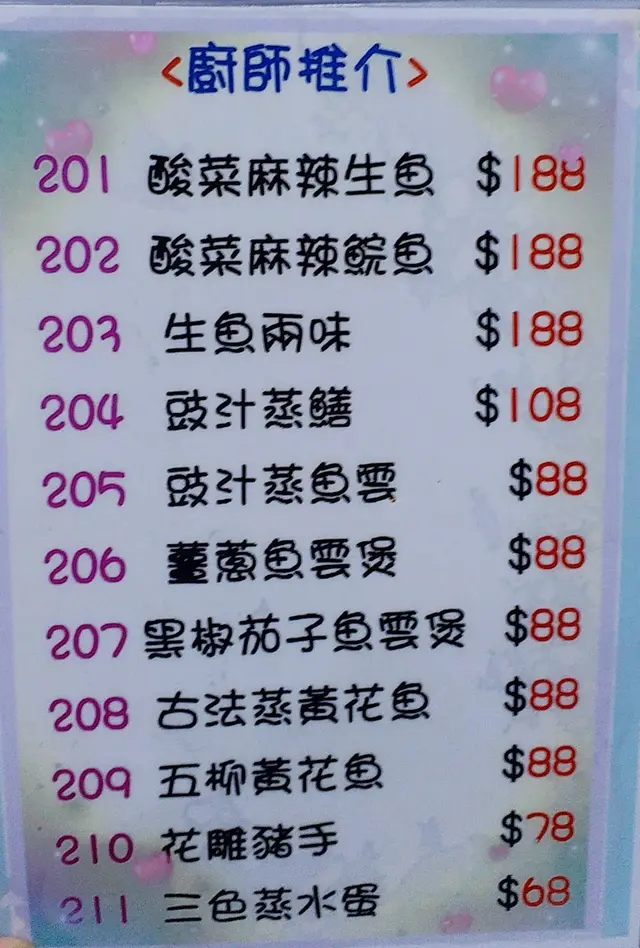 <廚師推介>
201 酸菜麻辣生魚 $188
202 酸菜麻辣鯇魚 $188
203 生魚兩味 $188
204 豉汁蒸鱔 $108
205 豉汁蒸魚雲 $88
206 薑蔥魚雲煲 $88
207 黑椒茄子魚雲煲 $88
208 古法蒸黃花魚 $88
209 五柳黃花魚 $88
210 花雕豬手 $78
211 三色蒸水蛋 $68